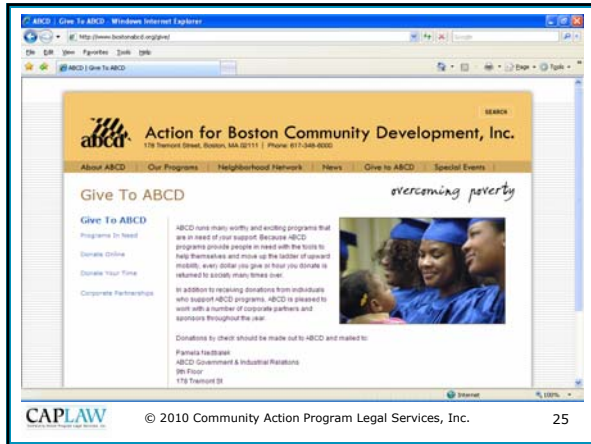 ABCD | Give To ABCD - Windows Internet Explorer
http://www.bostonabcd.org/give/
Google
File Edit View Favorites Tools Help
ABCD | Give To ABCD
Page Tools
SEARCH
abcd Action for Boston Community Development, Inc.
178 Tremont Street, Boston, MA 02111 | Phone: 617-348-6000
About ABCD | Our Programs | Neighborhood Network | News | Give to ABCD | Special Events
Give To ABCD
overcoming poverty
Give To ABCD
Programs In Need
Donate Online
Donate Your Time
Corporate Partnerships
ABCD runs many worthy and exciting programs that
are in need of your support. Because ABCD
programs provide people in need with the tools to
help themselves and move up the ladder of upward
mobility, every dollar you give or hour you donate is
returned to society many times over.
In addition to receiving donations from individuals
who support ABCD programs, ABCD is pleased to
work with a number of corporate partners and
sponsors throughout the year.
Donations by check should be made out to ABCD and mailed to:
Pamela
ABCD Government & Industrial Relations
9th Floor
178 Tremont St
Internet 100%
CAPLAW
© 2010 Community Action Program Legal Services, Inc. 25